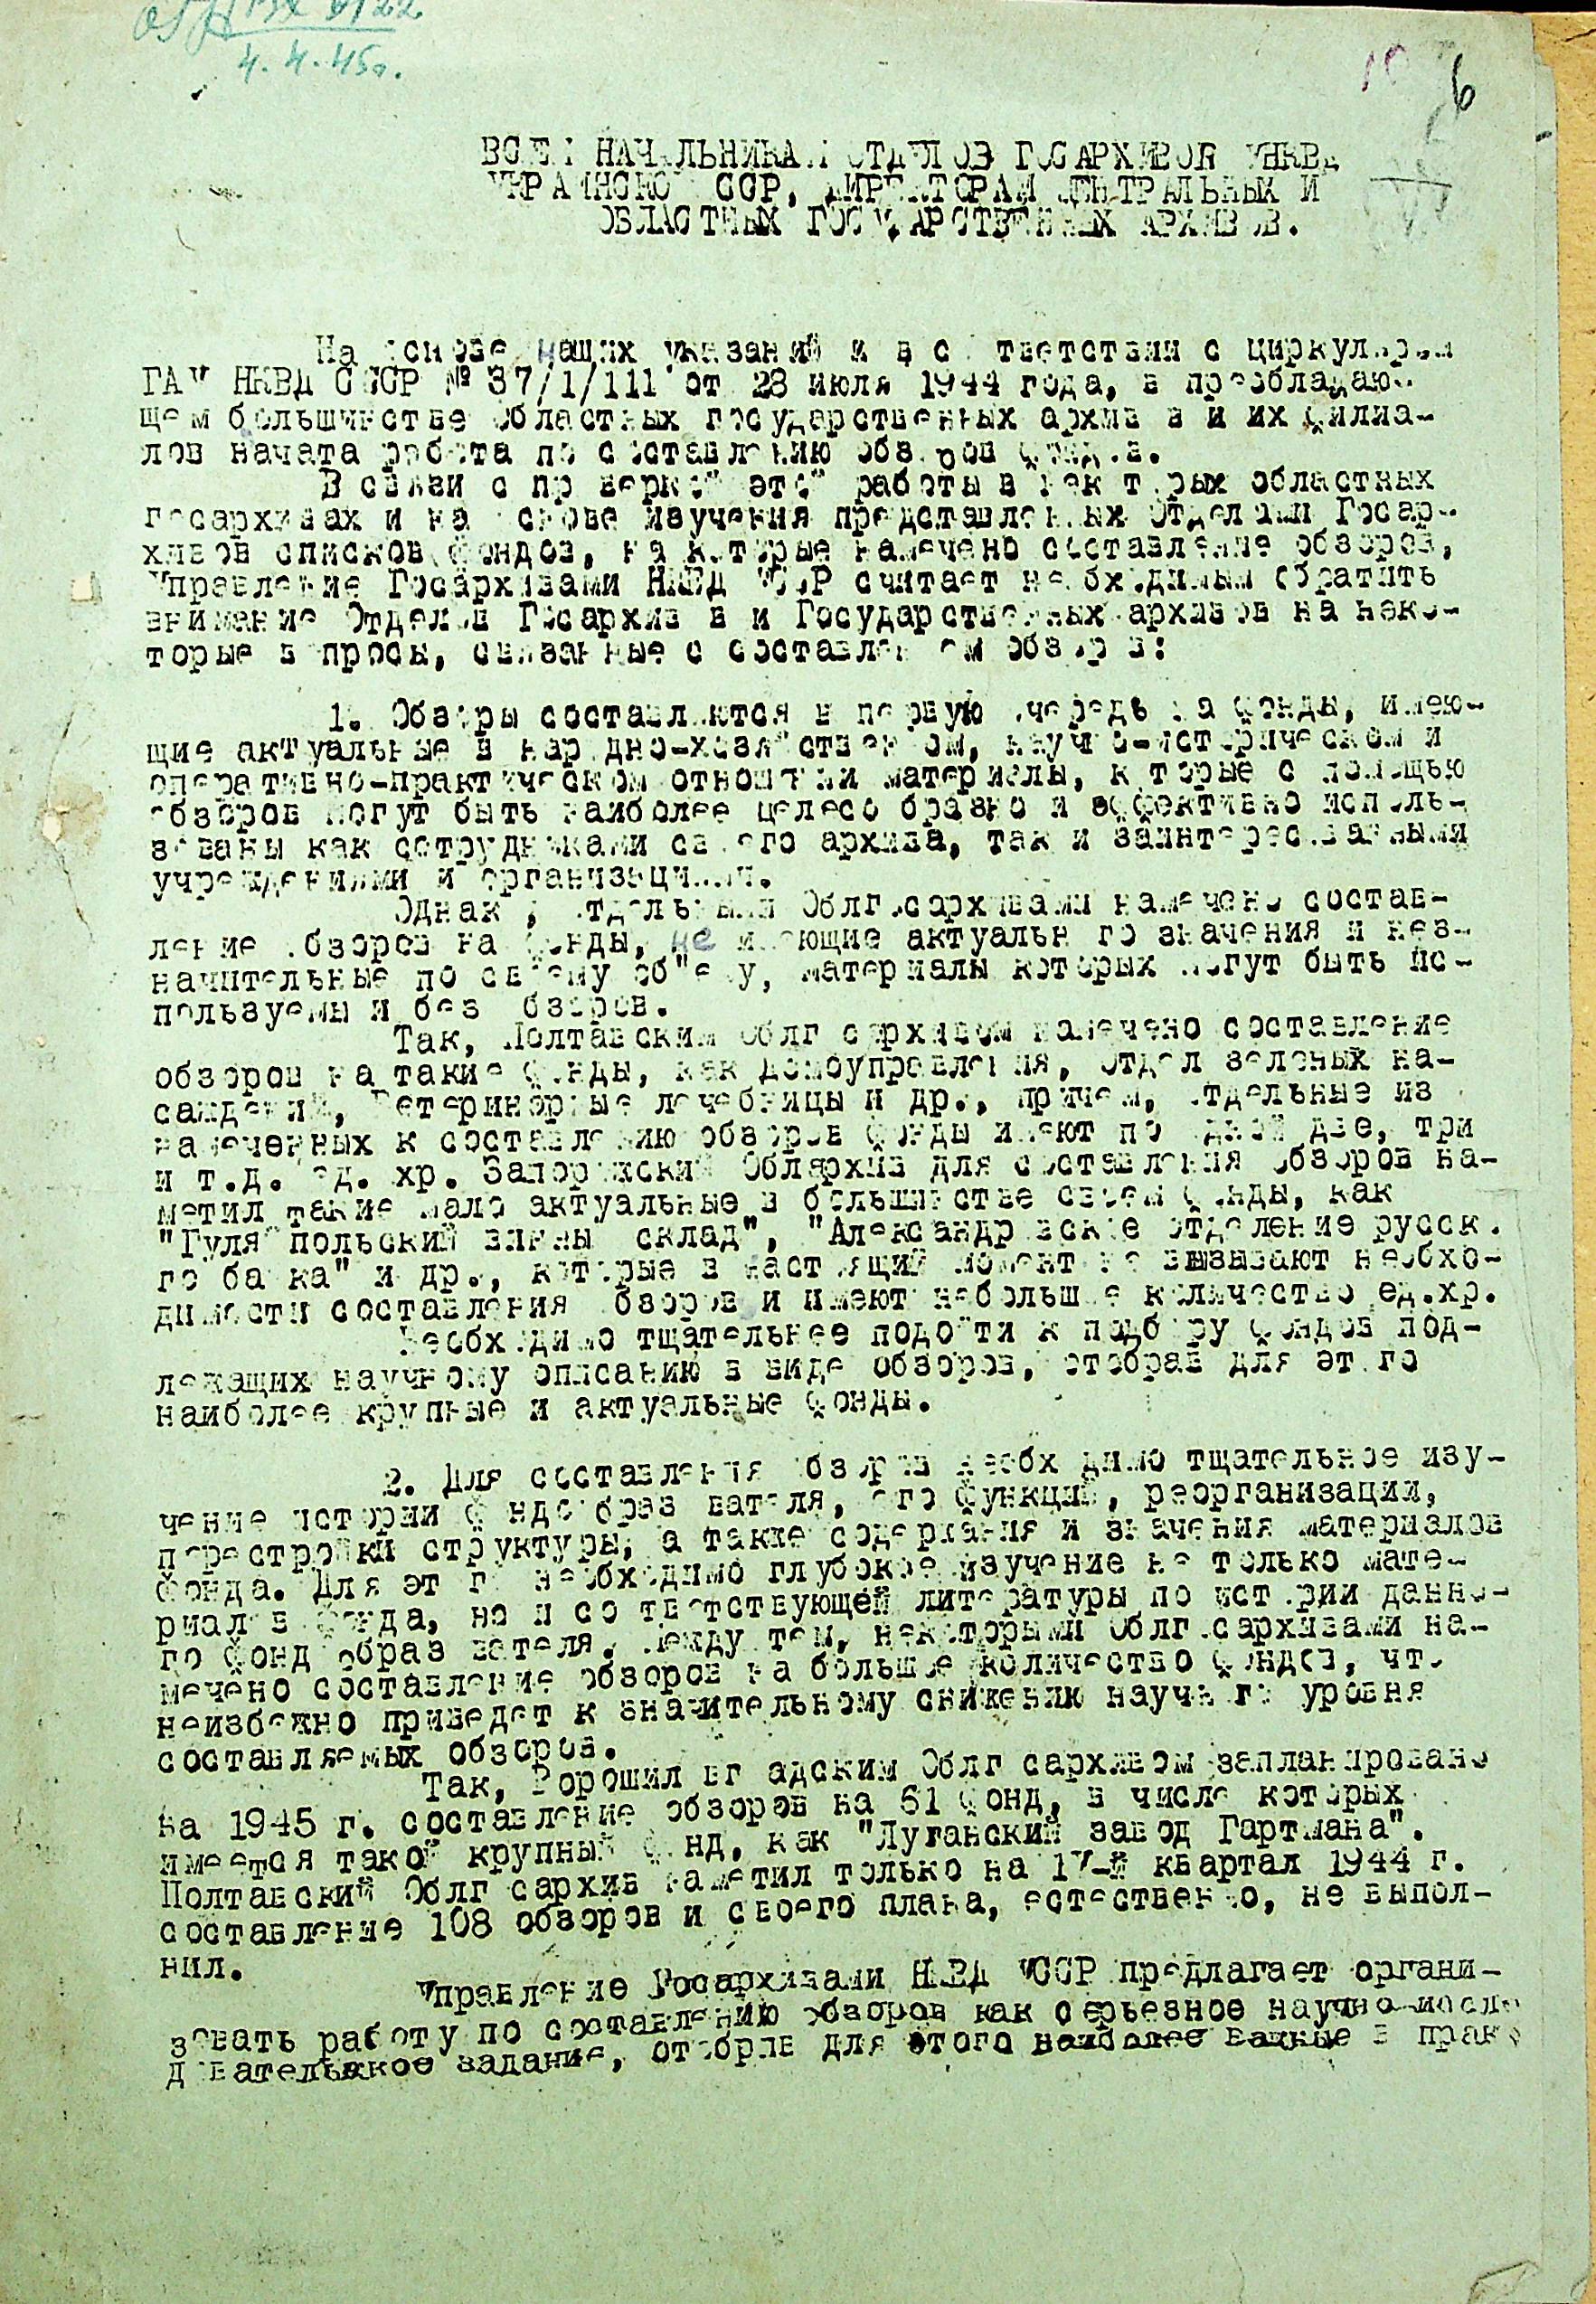 4.4.45г.
6
ВСЕМ НАЧАЛЬНИКАМ ОТДЕЛОВ ГОСАРХИВОВ УНКВД
УКРАИНСКОЙ ССР, ДИРЕКТОРАМ ЦЕНТРАЛЬНЫХ И
ОБЛАСТНЫХ ГОСУДАРСТВЕННЫХ АРХИВОВ.
На основе наших указаний и в соответствии с циркуляром
ГАУ НКВД СССР № 37/1/111 от 28 июля 1944 года, в преобладаю-
щем большинстве областных государственных архивов и их филиа-
лов начата работа по составлению обзоров фондов.
В связи с проверкой этой работы в некоторых областных
госархивах и на основе изучения представленных Отделами Госар-
хивов списков фондов, на которые намечено составление обзоров,
Управление Госархивами НКВД УССР считает необходимым обратить
внимание Отделов Госархивов и Государственных архивов на неко-
торые вопросы, связанные с составлением обзоров:
1. Обзоры составляются в первую очередь на фонды, имею-
щие актуальные в народно-хозяйственном, научно-историческом и
оперативно-практическом отношении материалы, которые с помощью
обзоров могут быть наиболее целесообразно и эффективно исполь-
зованы как сотрудниками своего архива, так и заинтересованными
учреждениями и организациями.
Однако, отдельными Облгосархивами намечено состав-
ление обзоров на фонды, не имеющие актуального значения и нез-
начительные по своему об"ему, материалы которых могут быть ис-
пользуемы и без обзоров.
Так, Полтавским Облгосархивом намечено составление
обзоров на такие фонды, как домоуправления, отдел зеленых на-
саждений, Ветеринарные лечебницы и др., причем, отдельные из
намеченных к составлению обзоров фонды имеют по одной две, три
и т.д. ед. хр. Запорожский Облархив для составления обзоров на-
метил такие мало актуальные в большинстве своем фонды, как
"Гуляйпольский винный склад", "Александровское отделение русско
го банка" и др., которые в настоящий момент не вызывают необхо-
димости составления обзоров и имеют небольшое количество ед.хр.
Необходимо тщательнее подойти к подбору фондов под-
лежащих научному описанию в виде обзоров, отобрав для этого
наиболее крупные и актуальные фонды.
2. Для составления обзоров необходимо тщательное изу-
чение истории фондообразователя, его функций, реорганизации,
перестройки структуры, а также содержания и значения материалов
фонда. Для этого необходимо глубокое изучение не только мате-
риалов фонда, но и соответствующей литературы по истории данно-
го фондообразователя. Между тем, некоторыми Облгосархивами на-
мечено составление обзоров на большое количество фондов, что
неизбежно приведет к значительному снижению научного уровня
составляемых обзоров.
Так, Ворошиловградским Облгосархивом запланировано
на 1945 г. составление обзоров на 61 фонд, в числе которых
имеется такой крупный фонд, как "Луганский завод Гартмана".
Полтавский Облгосархив наметил только на IV-й квартал 1944 г.
составление 108 обзоров и своего плана, естественно, не выпол-
нил.
Управление Госархивами НКВД УССР предлагает органи-
зовать работу по составлению обзоров как серьезное научно-иссле
довательское задание, отобрав для этого наиболее важные в прак